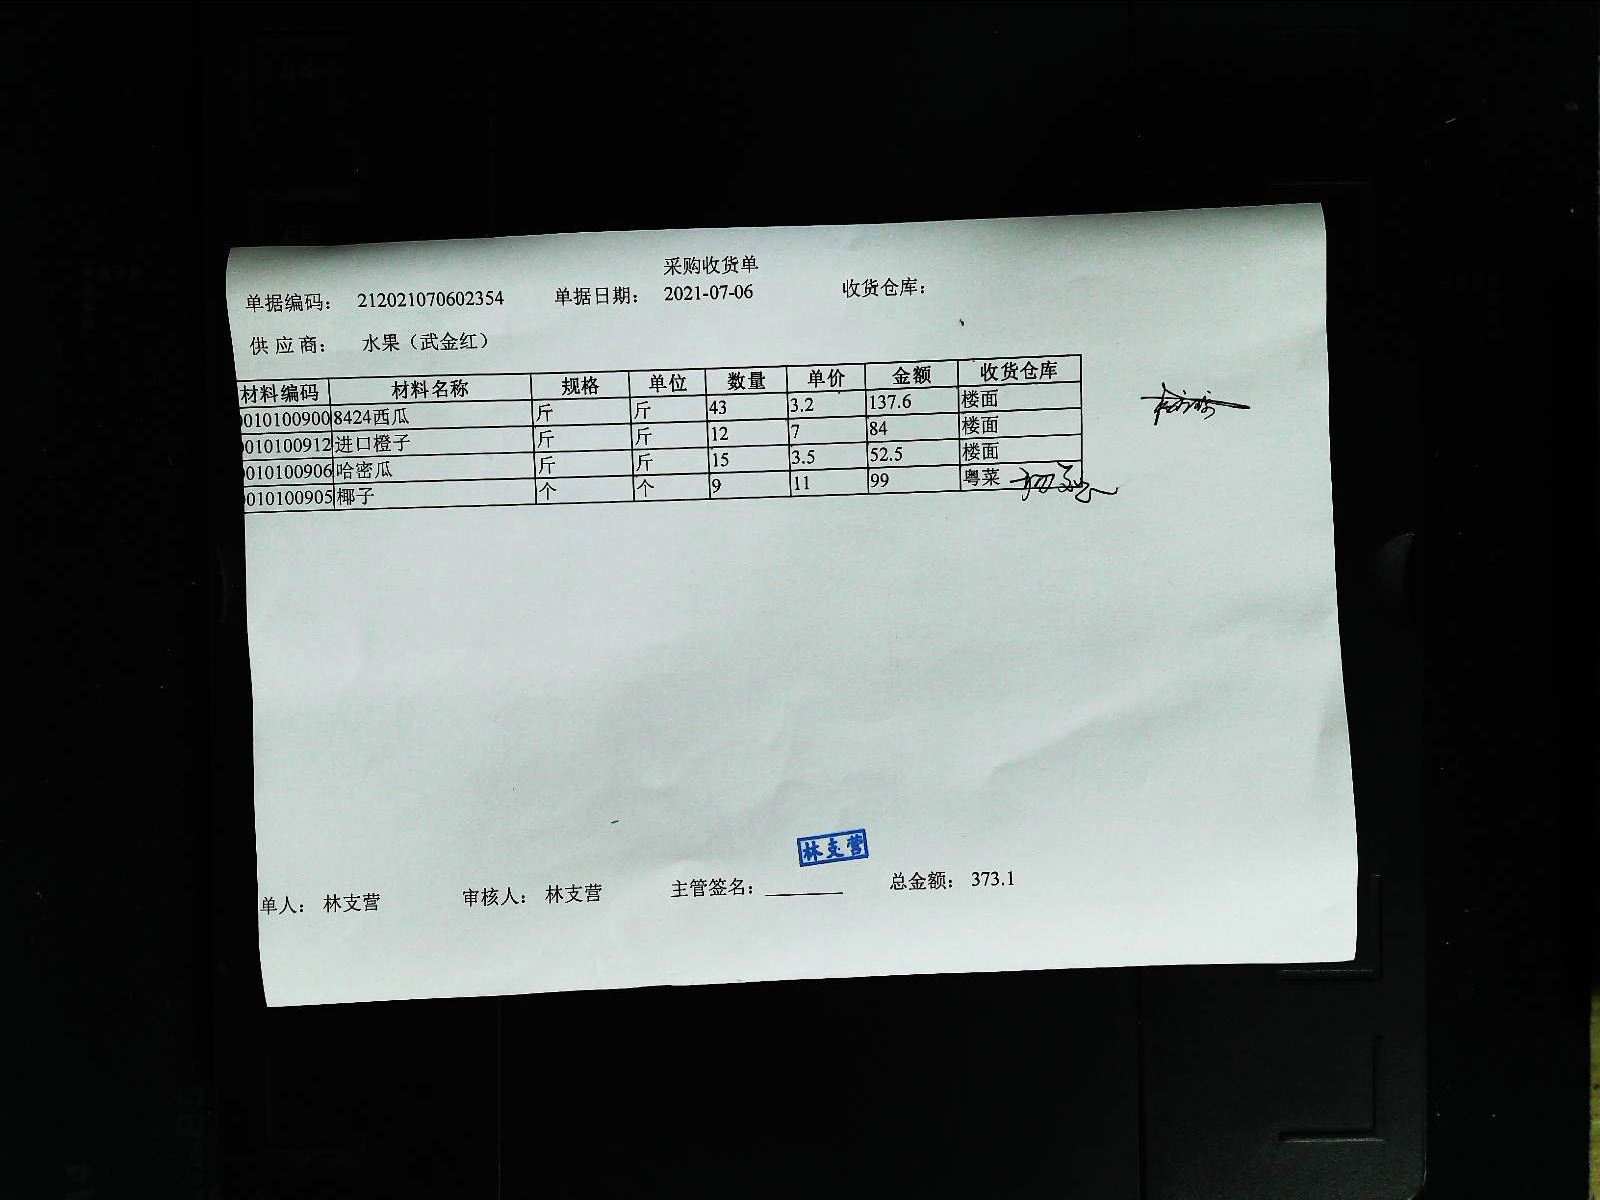 采购收货单
单据编码： 212021070602354 单据日期： 2021-07-06 收货仓库：
供 应 商： 水果（武金红）
材料编码 材料名称 规格 单位 数量 单价 金额 收货仓库
0010100900 8424西瓜 斤 斤 43 3.2 137.6 楼面
0010100912 进口橙子 斤 斤 12 7 84 楼面
0010100906 哈密瓜 斤 斤 15 3.5 52.5 楼面
0010100905 椰子 个 个 9 11 99 粤菜
林支营
单人： 林支营 审核人： 林支营 主管签名： 总金额： 373.1